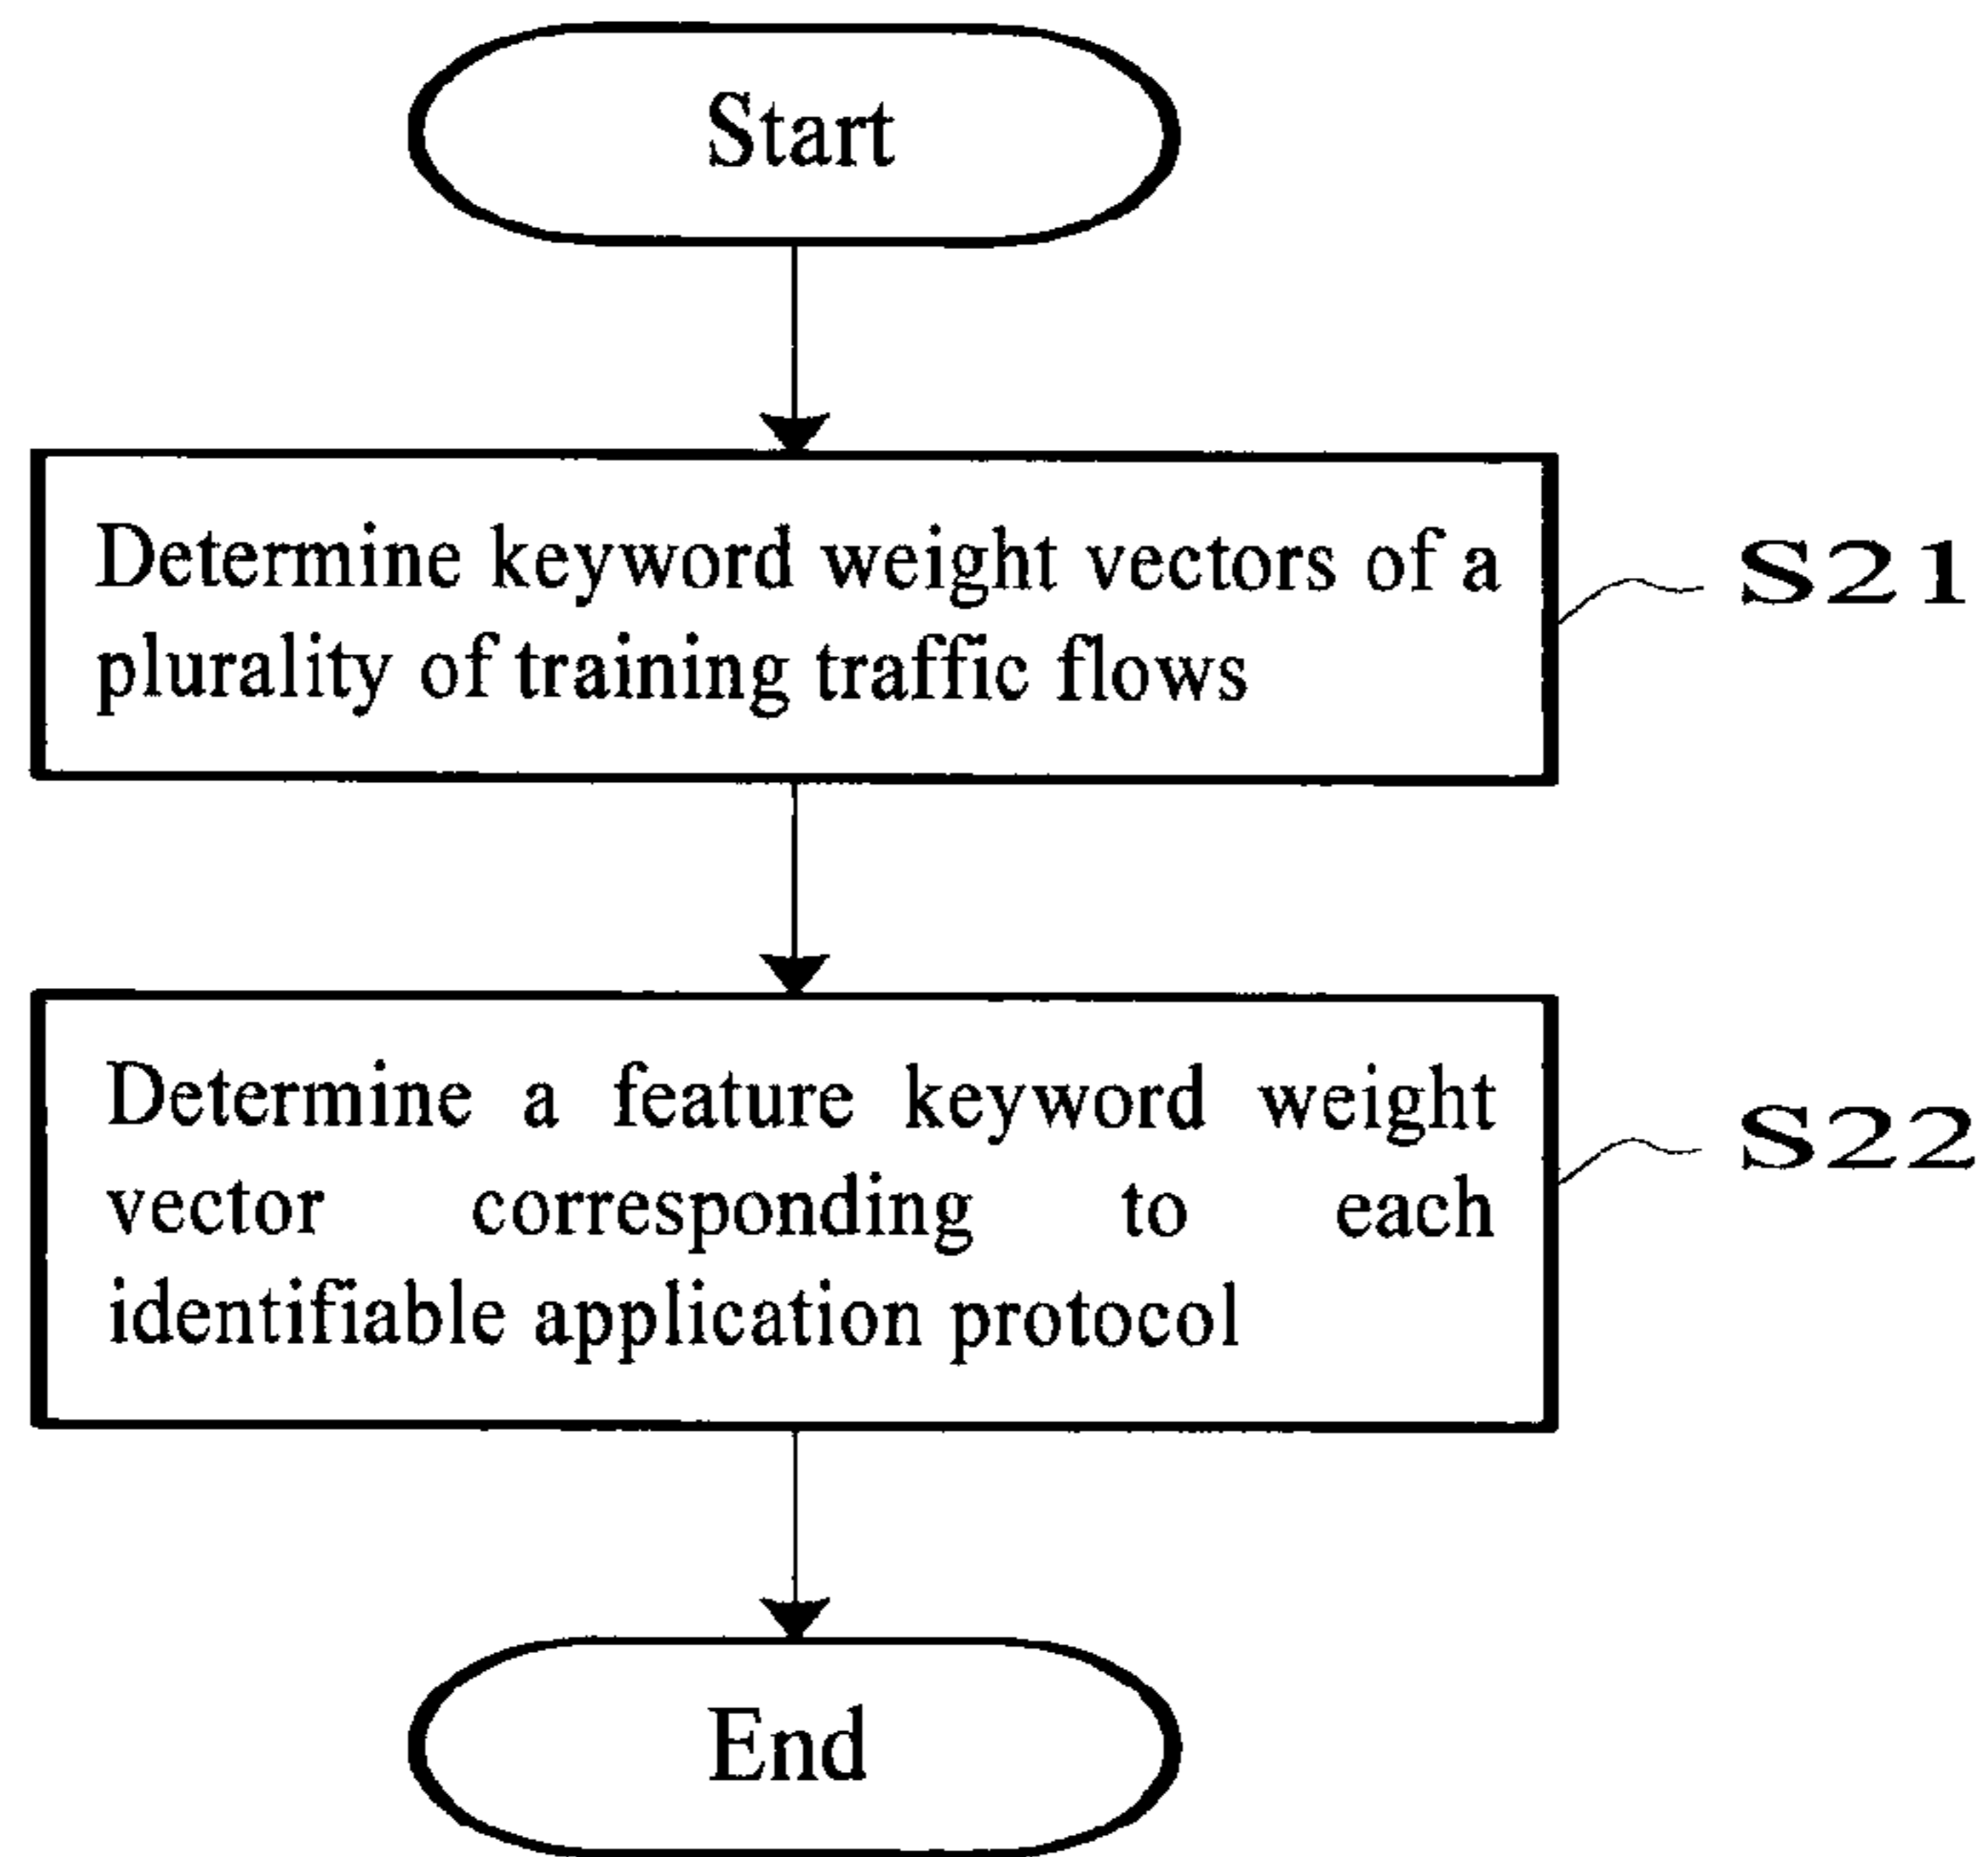 Start
Determine keyword weight vectors of a
plurality of training traffic flows
S21
Determine a feature keyword weight
vector corresponding to each
identifiable application protocol
S22
End